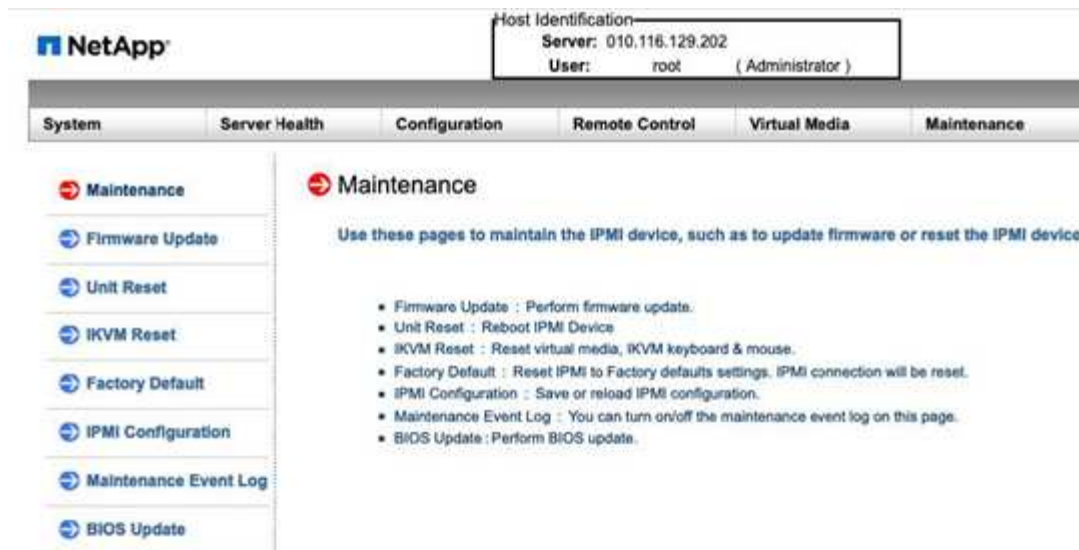 NetApp
Host Identification
Server: 010.116.129.202
User: root ( Administrator )
System Server Health Configuration Remote Control Virtual Media Maintenance
Maintenance
Firmware Update
Unit Reset
IKVM Reset
Factory Default
IPMI Configuration
Maintenance Event Log
BIOS Update
Maintenance
Use these pages to maintain the IPMI device, such as to update firmware or reset the IPMI device
Firmware Update : Perform firmware update.
Unit Reset : Reboot IPMI Device
IKVM Reset : Reset virtual media, IKVM keyboard & mouse.
Factory Default : Reset IPMI to Factory defaults settings. IPMI connection will be reset.
IPMI Configuration : Save or reload IPMI configuration.
Maintenance Event Log : You can turn on/off the maintenance event log on this page.
BIOS Update : Perform BIOS update.